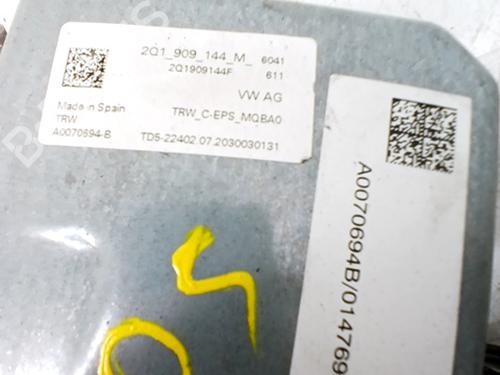 2Q1_909_144_M_ 6041
2Q1909144F 611
VW AG
Made in Spain
TRW TRW_C-EPS_MQBA0
A0070694-B TD5-22402.07.2030030131
A0070694B/014769